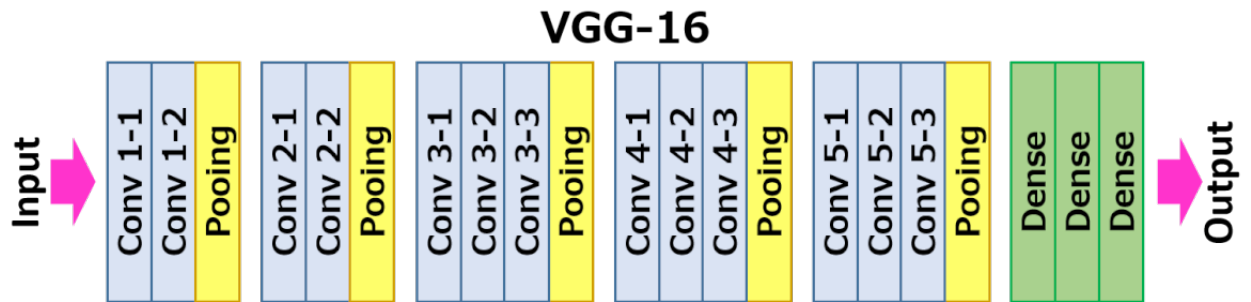 VGG-16
Input
Conv 1-1
Conv 1-2
Pooing
Conv 2-1
Conv 2-2
Pooing
Conv 3-1
Conv 3-2
Conv 3-3
Pooing
Conv 4-1
Conv 4-2
Conv 4-3
Pooing
Conv 5-1
Conv 5-2
Conv 5-3
Pooing
Dense
Dense
Dense
Output